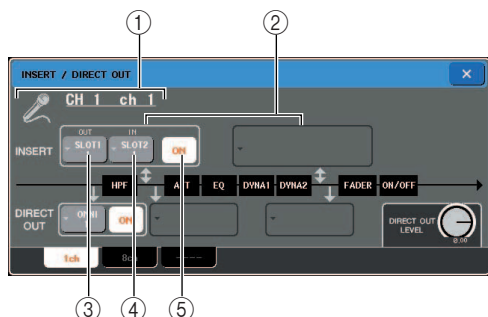 ① ②
INSERT / DIRECT OUT ×
CH 1 ch 1
OUT IN
INSERT SLOT1 SLOT2 ON
HPF ATT EQ DYNA1 DYNA2 FADER ON/OFF
DIRECT OUT OMNI ON DIRECT OUT LEVEL
0.00
1ch 8ch ----
③ ④ ⑤